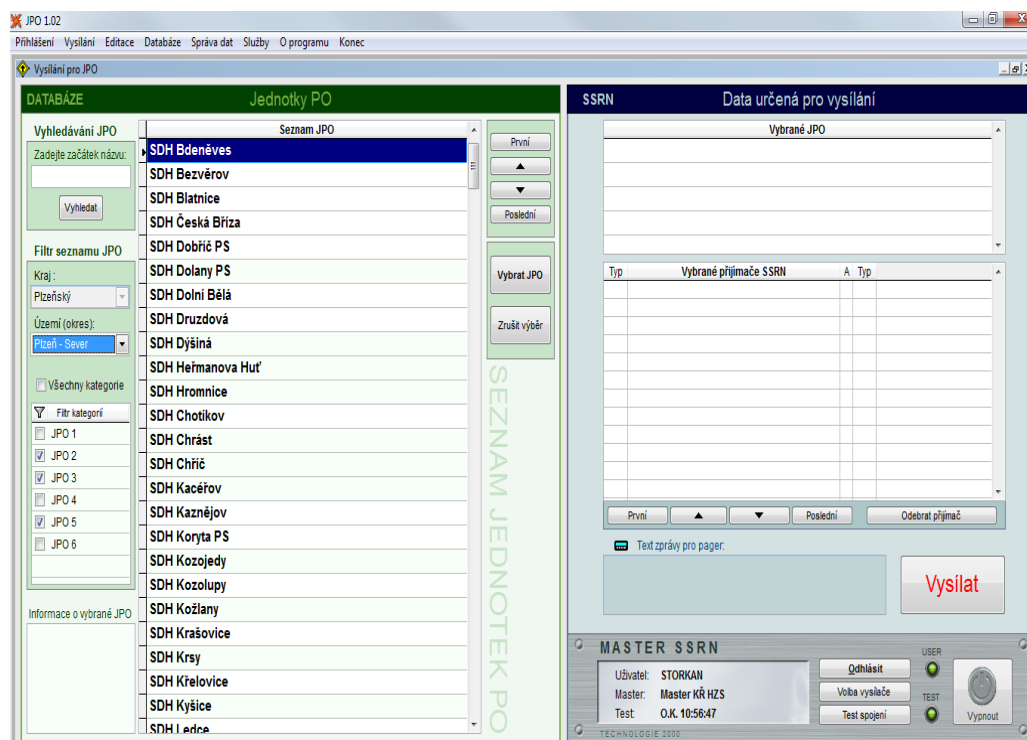 JPO 1.02
Přihlášení Vysílání Editace Databáze Správa dat Služby O programu Konec
Vysílání pro JPO
DATABÁZE
Jednotky PO
Vyhledávání JPO
Zadejte začátek názvu:
Vyhledat
Filtr seznamu JPO
Kraj :
Plzeňský
Území (okres):
Plzeň - Sever
Všechny kategorie
Filtr kategorií
JPO 1
JPO 2
JPO 3
JPO 4
JPO 5
JPO 6
Informace o vybrané JPO
Seznam JPO
SDH Bdeněves
SDH Bezvěrov
SDH Blatnice
SDH Česká Bříza
SDH Dobříč PS
SDH Dolany PS
SDH Dolní Bělá
SDH Druzdová
SDH Dýšiná
SDH Heřmanova Huť
SDH Hromnice
SDH Chotíkov
SDH Chrást
SDH Chříč
SDH Kacéřov
SDH Kaznějov
SDH Koryta PS
SDH Kozojedy
SDH Kozolupy
SDH Kožlany
SDH Krašovice
SDH Krsy
SDH Křelovice
SDH Kyšice
SDH Ledce
První
Poslední
Vybrat JPO
Zrušit výběr
SEZNAM JEDNOTEK PO
SSRN
Data určená pro vysílání
Vybrané JPO
Typ Vybrané přijímače SSRN A Typ
První
Poslední
Odebrat přijímač
Text zprávy pro pager:
Vysílat
MASTER SSRN
Uživatel: STORKAN
Master: Master KŘ HZS
Test: O.K. 10:56:47
TECHNOLOGIE 2000
Odhlásit
Volba vysílače
Test spojení
USER
TEST
Vypnout